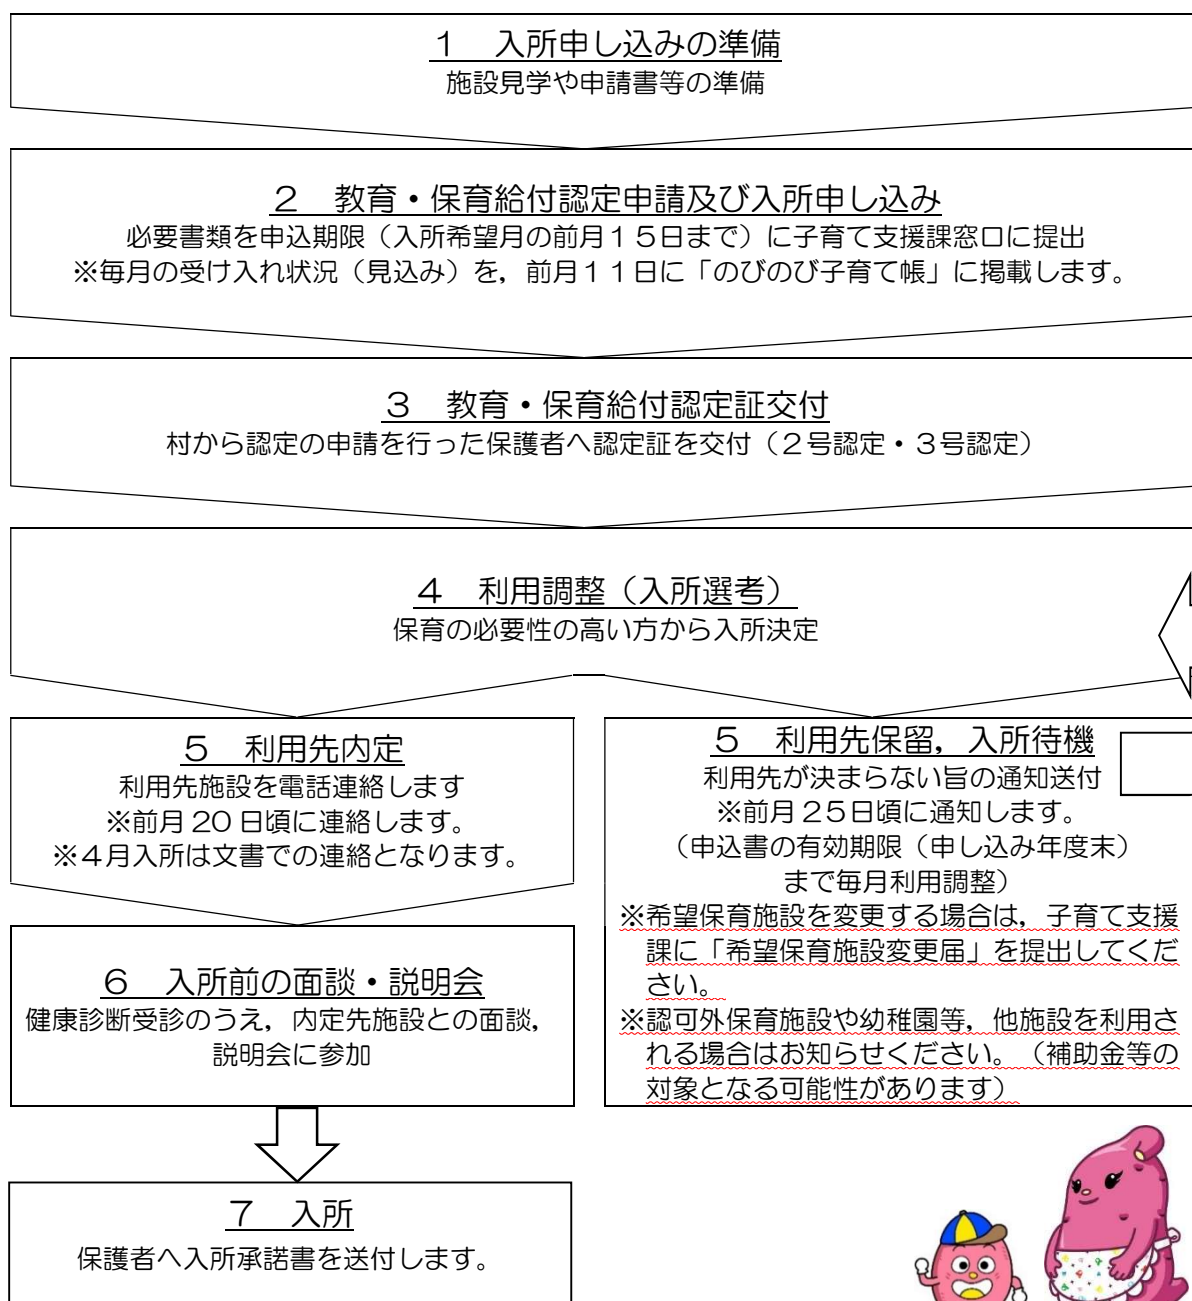 １　入所申し込みの準備
施設見学や申請書等の準備
２　教育・保育給付認定申請及び入所申し込み
必要書類を申込期限（入所希望月の前月１５日まで）に子育て支援課窓口に提出
※毎月の受け入れ状況（見込み）を，前月１１日に「のびのび子育て帳」に掲載します。
３　教育・保育給付認定証交付
村から認定の申請を行った保護者へ認定証を交付（２号認定・３号認定）
４　利用調整（入所選考）
保育の必要性の高い方から入所決定
５　利用先内定
利用先施設を電話連絡します
※前月 20 日頃に連絡します。
※４月入所は文書での連絡となります。
６　入所前の面談・説明会
健康診断受診のうえ，内定先施設との面談，
説明会に参加
７　入所
保護者へ入所承諾書を送付します。
５　利用先保留，入所待機
利用先が決まらない旨の通知送付
※前月２５日頃に通知します。
（申込書の有効期限（申し込み年度末）
まで毎月利用調整）
※希望保育施設を変更する場合は，子育て支援
課に「希望保育施設変更届」を提出してくだ
さい。
※認可外保育施設や幼稚園等，他施設を利用さ
れる場合はお知らせください。（補助金等の
対象となる可能性があります）